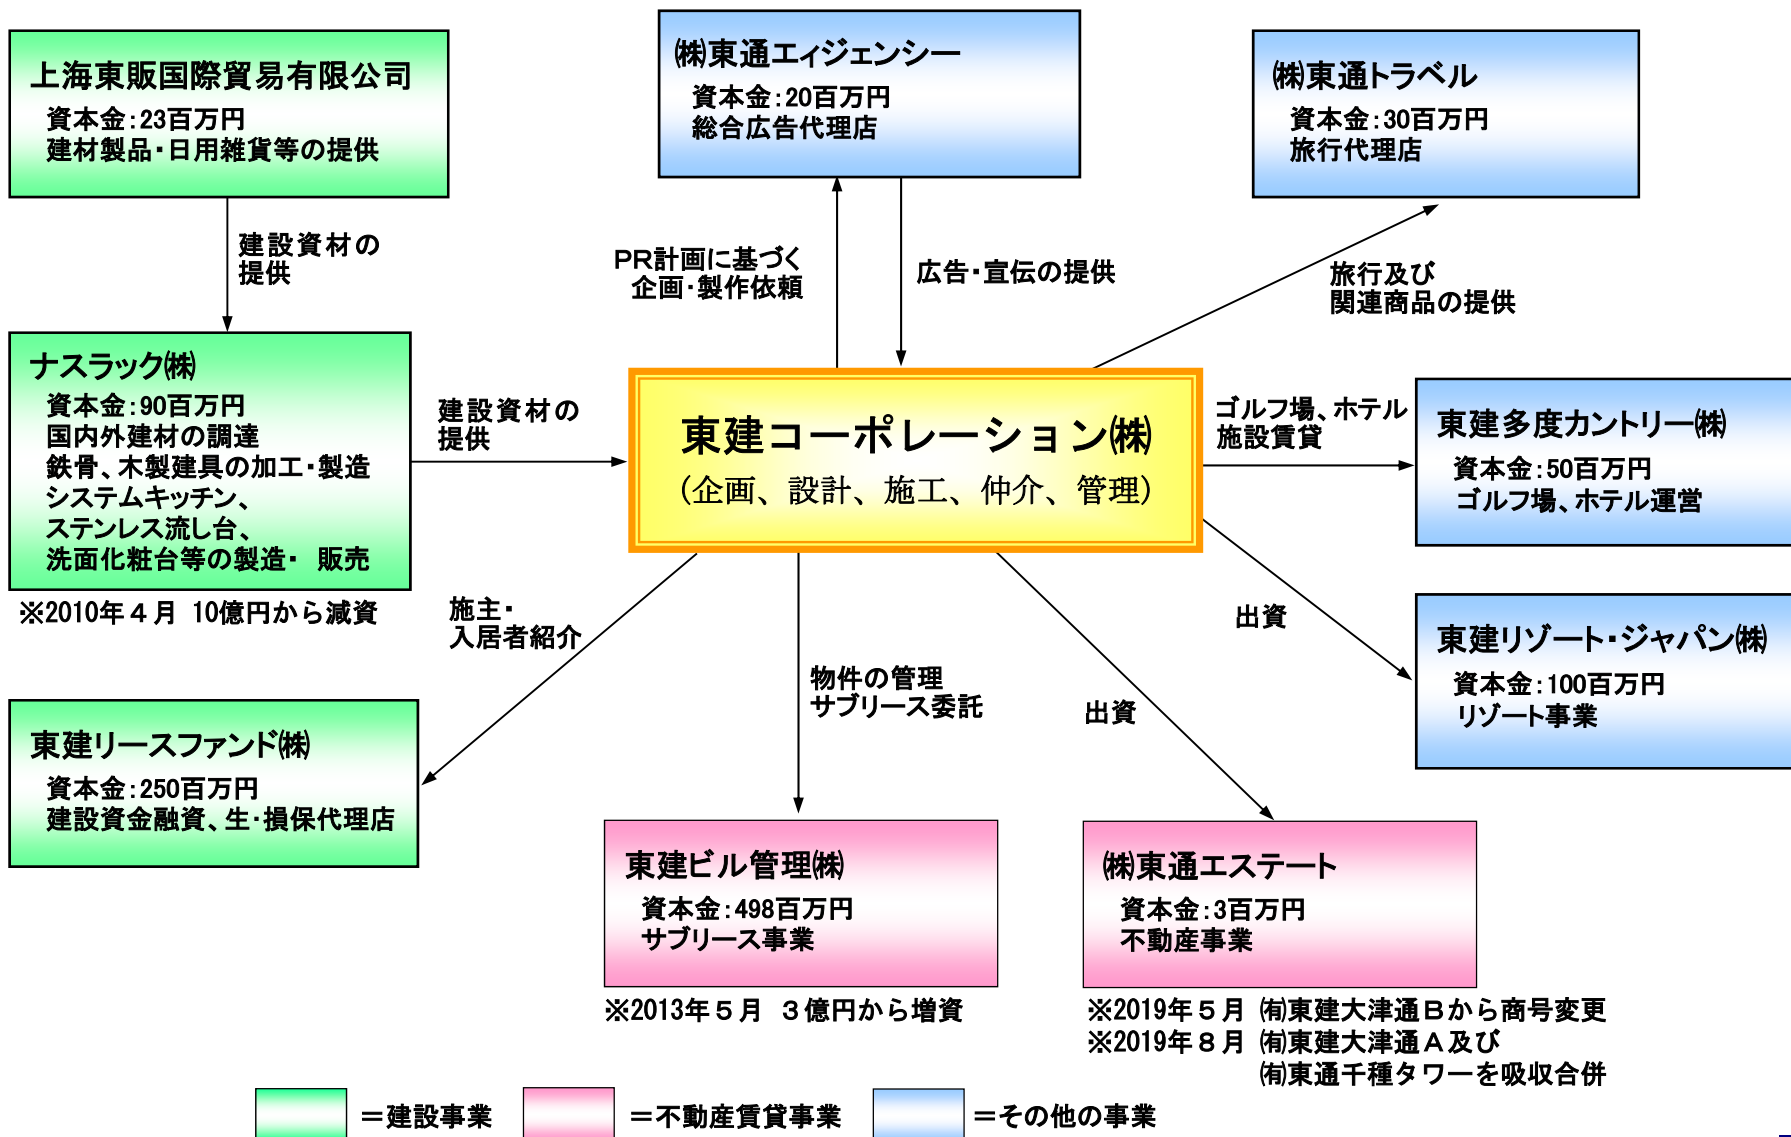 上海東販国際貿易有限公司
資本金：23百万円
建材製品・日用雑貨等の提供
㈱東通エィジェンシー
資本金：20百万円
総合広告代理店
㈱東通トラベル
資本金：30百万円
旅行代理店
建設資材の
提供
PR計画に基づく
企画・製作依頼
広告・宣伝の提供
旅行及び
関連商品の提供
ナスラック㈱
資本金：90百万円
国内外建材の調達
鉄骨、木製建具の加工・製造
システムキッチン、
ステンレス流し台、
洗面化粧台等の製造・ 販売
※2010年４月 10億円から減資
建設資材の
提供
東建コーポレーション㈱
（企画、設計、施工、仲介、管理）
ゴルフ場、ホテル
施設賃貸
東建多度カントリー㈱
資本金：50百万円
ゴルフ場、ホテル運営
出資
東建リゾート・ジャパン㈱
資本金：100百万円
リゾート事業
施主・
入居者紹介
物件の管理
サブリース委託
出資
東建リースファンド㈱
資本金：250百万円
建設資金融資、生・損保代理店
東建ビル管理㈱
資本金：498百万円
サブリース事業
※2013年５月 ３億円から増資
㈱東通エステート
資本金：3百万円
不動産事業
※2019年５月 ㈲東建大津通Ｂから商号変更
※2019年８月 ㈲東建大津通Ａ及び
㈲東通千種タワーを吸収合併
＝建設事業
＝不動産賃貸事業
＝その他の事業